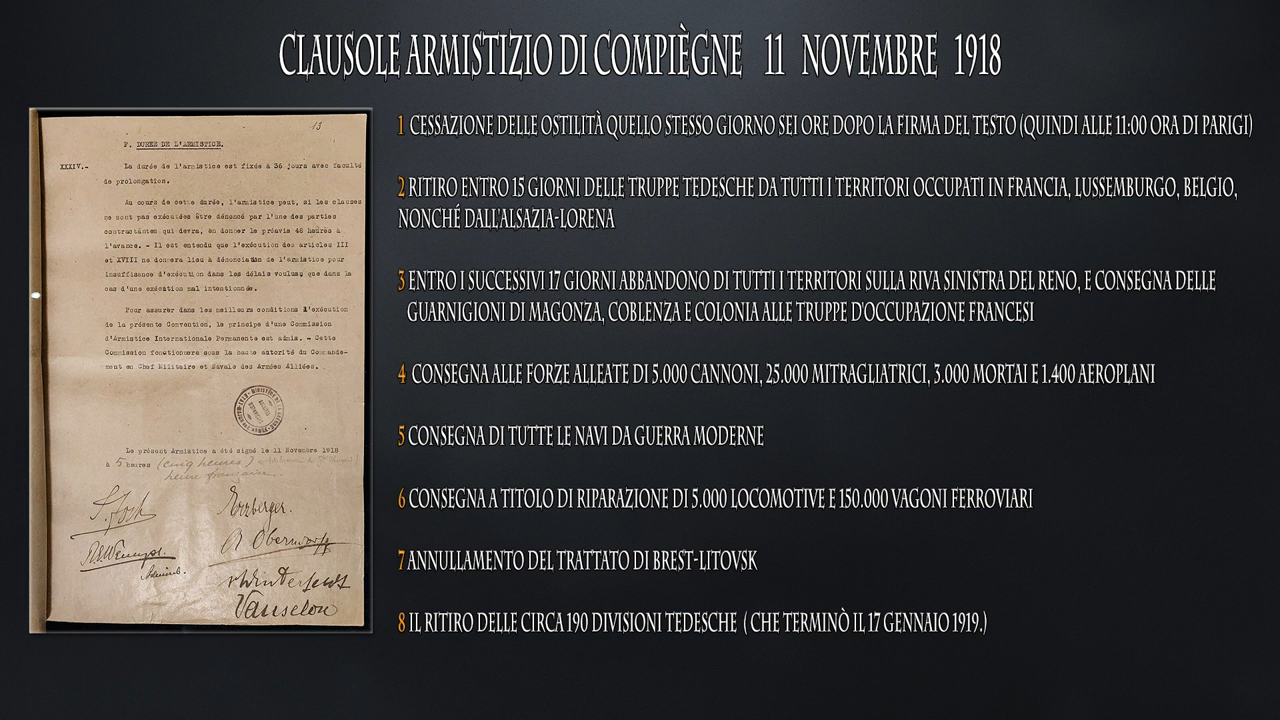 CLAUSOLE ARMISTIZIO DI COMPIÈGNE 11 NOVEMBRE 1918
13
F. DUREE DE L'ARMISTICE.
XXXIV.- La durée de l'armistice est fixée à 36 jours avec faculté
de prolongation.
Au cours de cette durée, l'armistice peut, si les clauses
ne sont pas exécutées être dénoncé par l'une des parties
contractantes qui devra, en donner le préavis 48 heures à
l'avance. - Il est entendu que l'exécution des articles III
et XVIII ne donnera lieu à dénonciation de l'armistice pour
insuffisance d'exécution dans les délais voulus, que dans le
cas d'une exécution mal intentionnée.
Pour assurer dans les meilleurs conditions l'exécution
de la présente Convention, le principe d'une Commission
d'Armistice Internationale Permanente est admis. - Cette
Commission fonctionnera sous la haute autorité du Commande-
ment en Chef Militaire et Navale des Armées Alliées.
Le présent Armistice a été signé le 11 Novembre 1918
à 5 heures (cinq heures)
heure française.
F. Foch
Erzberger.
R.E. Wemyss.
Admiral.
A Oberndorff
v Winterfeldt
Vanselow
1 CESSAZIONE DELLE OSTILITÀ QUELLO STESSO GIORNO SEI ORE DOPO LA FIRMA DEL TESTO (QUINDI ALLE 11:00 ORA DI PARIGI)
2 RITIRO ENTRO 15 GIORNI DELLE TRUPPE TEDESCHE DA TUTTI I TERRITORI OCCUPATI IN FRANCIA, LUSSEMBURGO, BELGIO,
NONCHÉ DALL'ALSAZIA-LORENA
3 ENTRO I SUCCESSIVI 17 GIORNI ABBANDONO DI TUTTI I TERRITORI SULLA RIVA SINISTRA DEL RENO, E CONSEGNA DELLE
GUARNIGIONI DI MAGONZA, COBLENZA E COLONIA ALLE TRUPPE D'OCCUPAZIONE FRANCESI
4 CONSEGNA ALLE FORZE ALLEATE DI 5.000 CANNONI, 25.000 MITRAGLIATRICI, 3.000 MORTAI E 1.400 AEROPLANI
5 CONSEGNA DI TUTTE LE NAVI DA GUERRA MODERNE
6 CONSEGNA A TITOLO DI RIPARAZIONE DI 5.000 LOCOMOTIVE E 150.000 VAGONI FERROVIARI
7 ANNULLAMENTO DEL TRATTATO DI BREST-LITOVSK
8 IL RITIRO DELLE CIRCA 190 DIVISIONI TEDESCHE ( CHE TERMINÒ IL 17 GENNAIO 1919.)